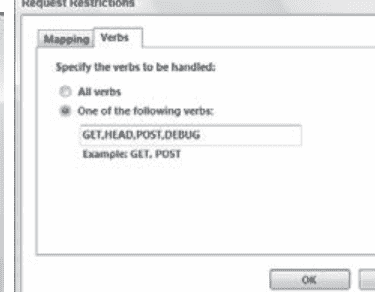 Request Restrictions
Mapping Verbs
Specify the verbs to be handled:
All verbs
One of the following verbs:
GET,HEAD,POST,DEBUG
Example: GET, POST
OK